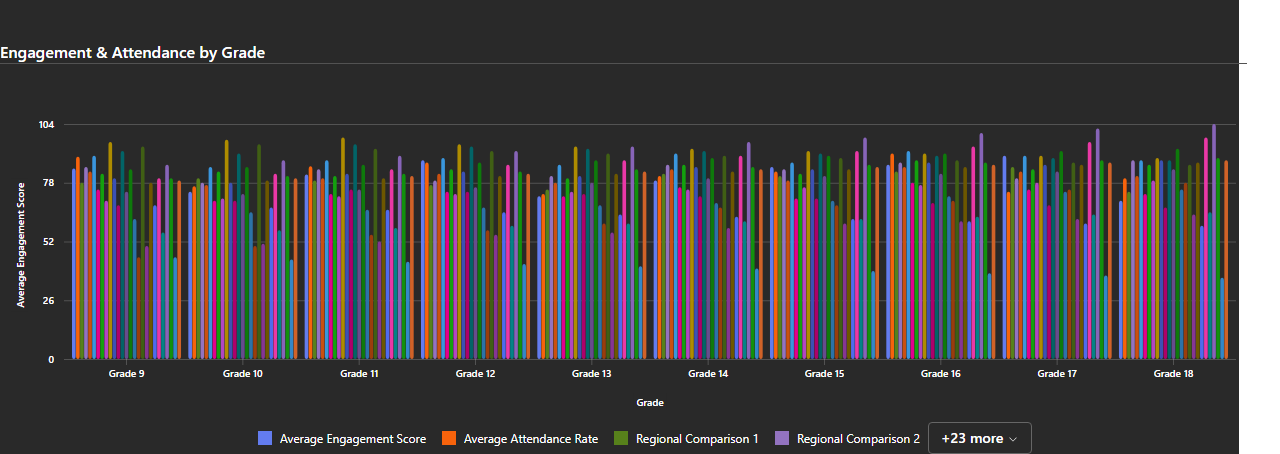 Engagement & Attendance by Grade
104
78
52
26
0
Average Engagement Score
Grade 9 Grade 10 Grade 11 Grade 12 Grade 13 Grade 14 Grade 15 Grade 16 Grade 17 Grade 18
Grade
Average Engagement Score Average Attendance Rate Regional Comparison 1 Regional Comparison 2 +23 more